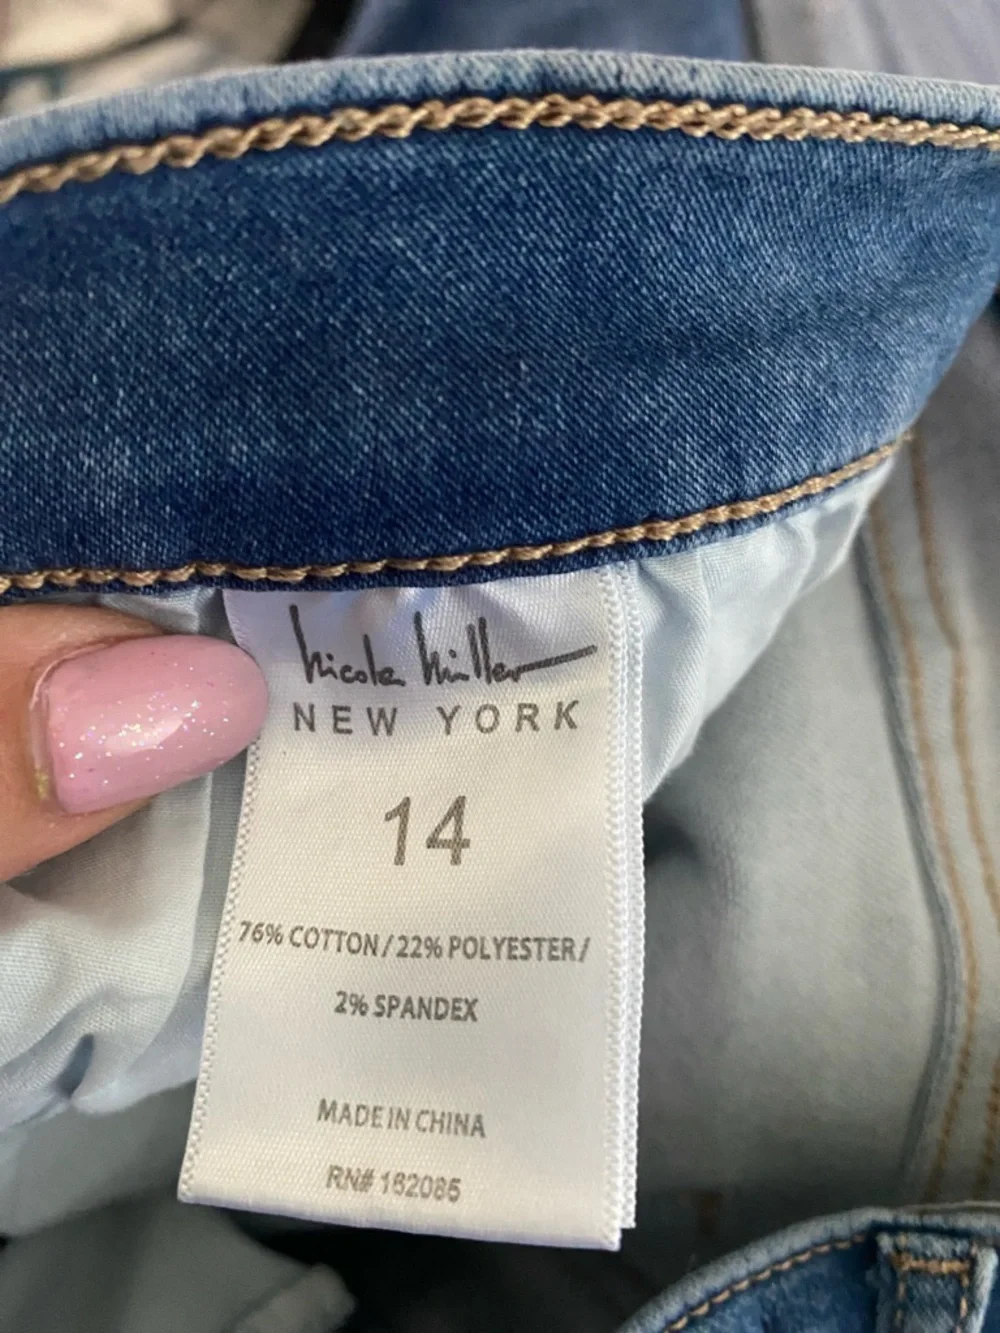 Nicole Miller
NEW YORK
14
76% COTTON / 22% POLYESTER /
2% SPANDEX
MADE IN CHINA
RN# 162085